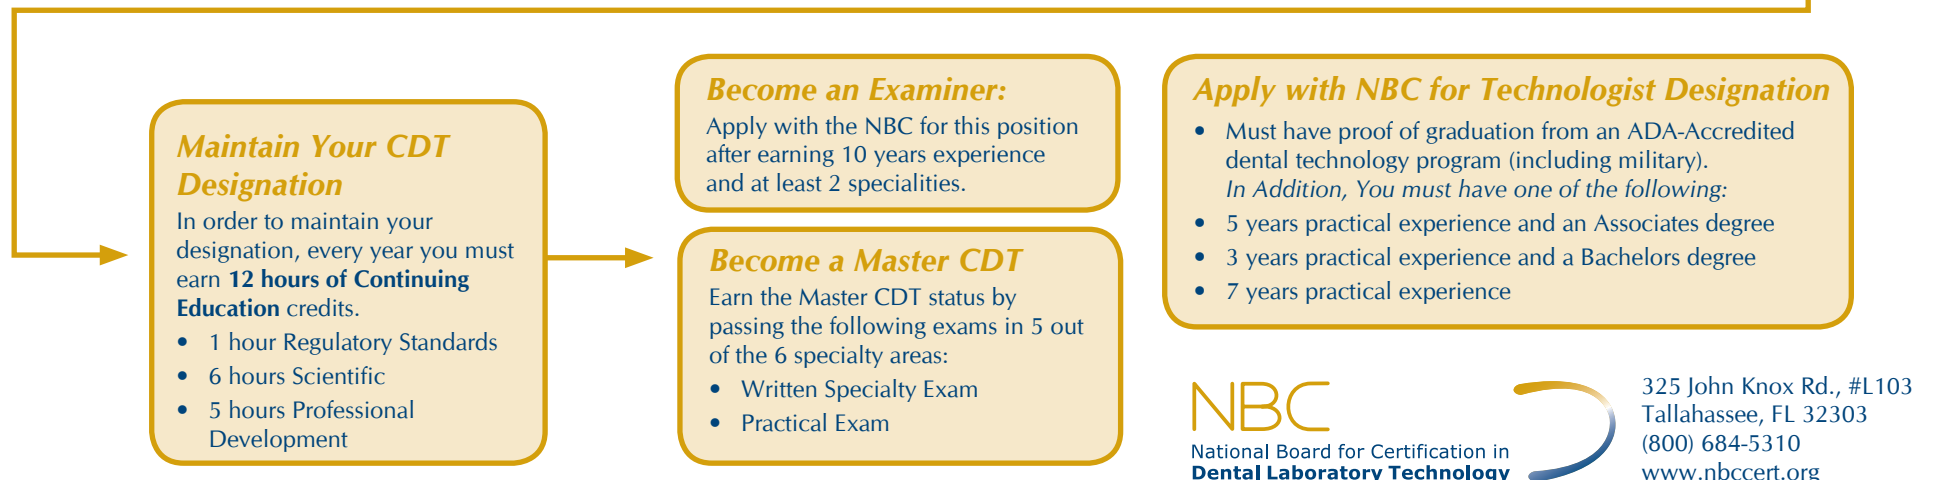 Maintain Your CDT
Designation
In order to maintain your
designation, every year you must
earn 12 hours of Continuing
Education credits.
• 1 hour Regulatory Standards
• 6 hours Scientific
• 5 hours Professional
Development
Become an Examiner:
Apply with the NBC for this position
after earning 10 years experience
and at least 2 specialities.
Become a Master CDT
Earn the Master CDT status by
passing the following exams in 5 out
of the 6 specialty areas:
• Written Specialty Exam
• Practical Exam
Apply with NBC for Technologist Designation
• Must have proof of graduation from an ADA-Accredited
dental technology program (including military).
In Addition, You must have one of the following:
• 5 years practical experience and an Associates degree
• 3 years practical experience and a Bachelors degree
• 7 years practical experience
NBC
National Board for Certification in
Dental Laboratory Technology
325 John Knox Rd., #L103
Tallahassee, FL 32303
(800) 684-5310
www.nbccert.org